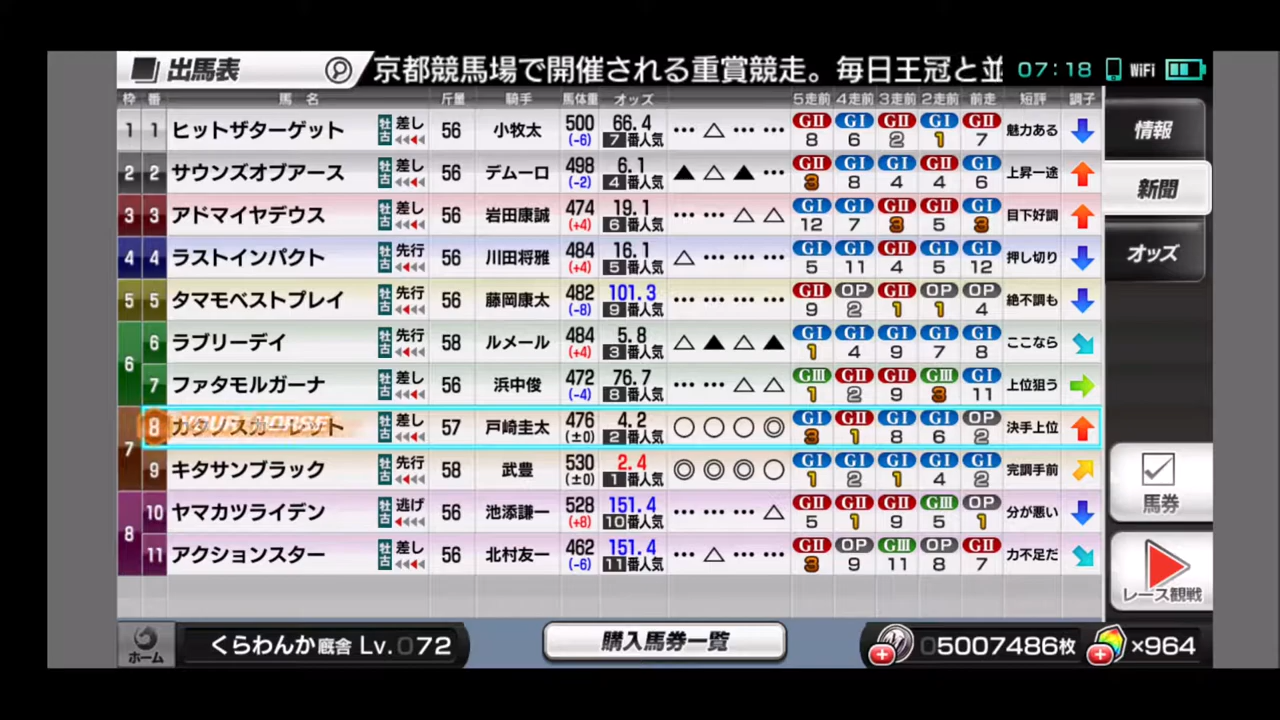 出馬表 京都競馬場で開催される重賞競走。毎日王冠と並 07:18 WiFi
枠 番 馬名 斤量 騎手 馬体重 オッズ 5走前 4走前 3走前 2走前 前走 短評 調子
1 1 ヒットザターゲット 牡古 差し 56 小牧太 500 (-6) 66.4 7番人気 … △ … … GII 8 GI 6 GII 2 GI 1 GII 7 魅力ある
2 2 サウンズオブアース 牡古 差し 56 デムーロ 498 (-2) 6.1 4番人気 ▲ △ ▲ … GII 3 GI 8 GI 4 GII 4 GI 6 上昇一途
3 3 アドマイヤデウス 牡古 差し 56 岩田康誠 474 (+4) 19.1 6番人気 … … △ △ GI 12 GI 7 GII 3 GII 5 GI 3 目下好調
4 4 ラストインパクト 牡古 先行 56 川田将雅 484 (+4) 16.1 5番人気 △ … … … GI 5 GI 11 GII 4 GI 5 GI 12 押し切り
5 5 タマモベストプレイ 牡古 先行 56 藤岡康太 482 (-8) 101.3 9番人気 … … … … GII 9 OP 2 GII 1 OP 1 OP 4 絶不調も
6 6 ラブリーデイ 牡古 先行 58 ルメール 484 (+4) 5.8 3番人気 △ ▲ △ ▲ GI 1 GI 4 GI 9 GI 7 GI 8 ここなら
7 ファタモルガーナ 牡古 差し 56 浜中俊 472 (-4) 76.7 8番人気 … … △ △ GIII 1 GII 2 GII 9 GIII 3 GI 11 上位狙う
7 8 YOUR HORSE 牡古 差し 57 戸崎圭太 476 (±0) 4.2 2番人気 ○ ○ ○ ◎ GI 3 GII 1 GI 8 GI 6 OP 2 決手上位
9 キタサンブラック 牡古 先行 58 武豊 530 (±0) 2.4 1番人気 ◎ ◎ ◎ ○ GI 1 GI 2 GI 1 GI 4 GI 2 完調手前
8 10 ヤマカツライデン 牡古 逃げ 56 池添謙一 528 (+8) 151.4 10番人気 … … … △ GII 5 GII 1 GII 9 GIII 5 OP 1 分が悪い
11 アクションスター 牡古 差し 56 北村友一 462 (-6) 151.4 11番人気 … △ … … GII 3 OP 9 GIII 11 OP 8 GII 7 力不足だ
情報
新聞
オッズ
馬券
レース観戦
ホーム くらわんか厩舎 Lv.072 購入馬券一覧 05007486枚 ×964